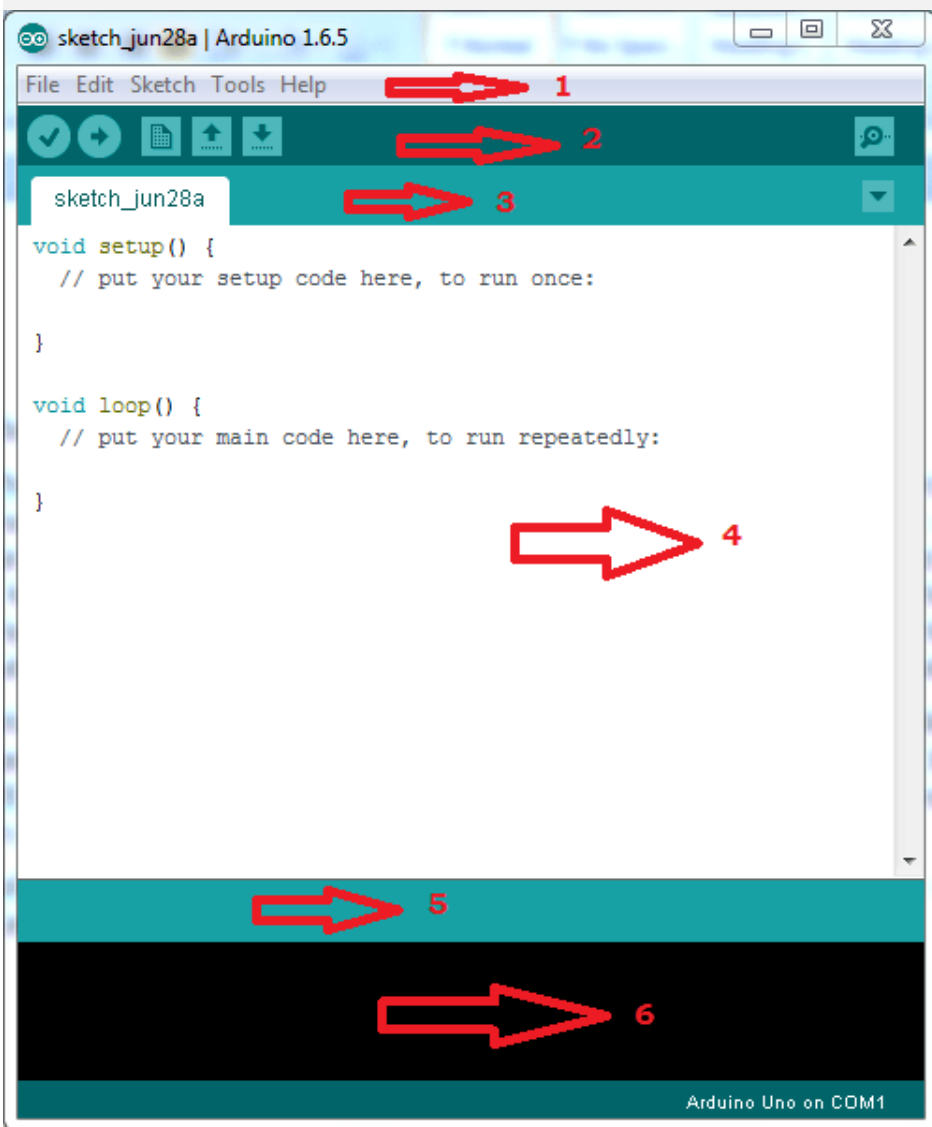 sketch_jun28a | Arduino 1.6.5
File Edit Sketch Tools Help 1
2
sketch_jun28a 3
void setup() {
// put your setup code here, to run once:
}
void loop() {
// put your main code here, to run repeatedly:
}
4
5
6
Arduino Uno on COM1